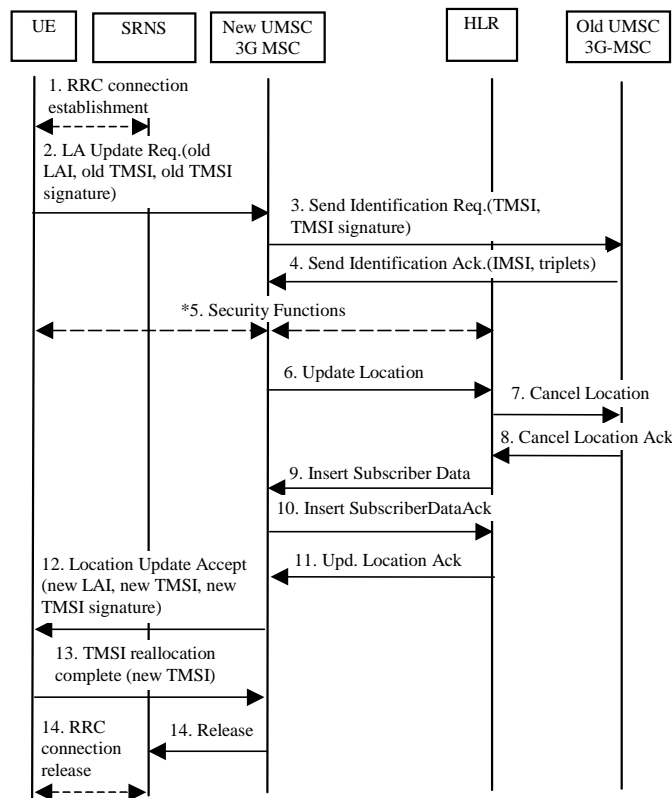 UE
SRNS
New UMSC
3G MSC
HLR
Old UMSC
3G-MSC
1. RRC connection
establishment
2. LA Update Req.(old
LAI, old TMSI, old TMSI
signature)
3. Send Identification Req.(TMSI,
TMSI signature)
4. Send Identification Ack.(IMSI, triplets)
*5. Security Functions
6. Update Location
7. Cancel Location
8. Cancel Location Ack
9. Insert Subscriber Data
10. Insert SubscriberDataAck
11. Upd. Location Ack
12. Location Update Accept
(new LAI, new TMSI, new
TMSI signature)
13. TMSI reallocation
complete (new TMSI)
14. RRC
connection
release
14. Release